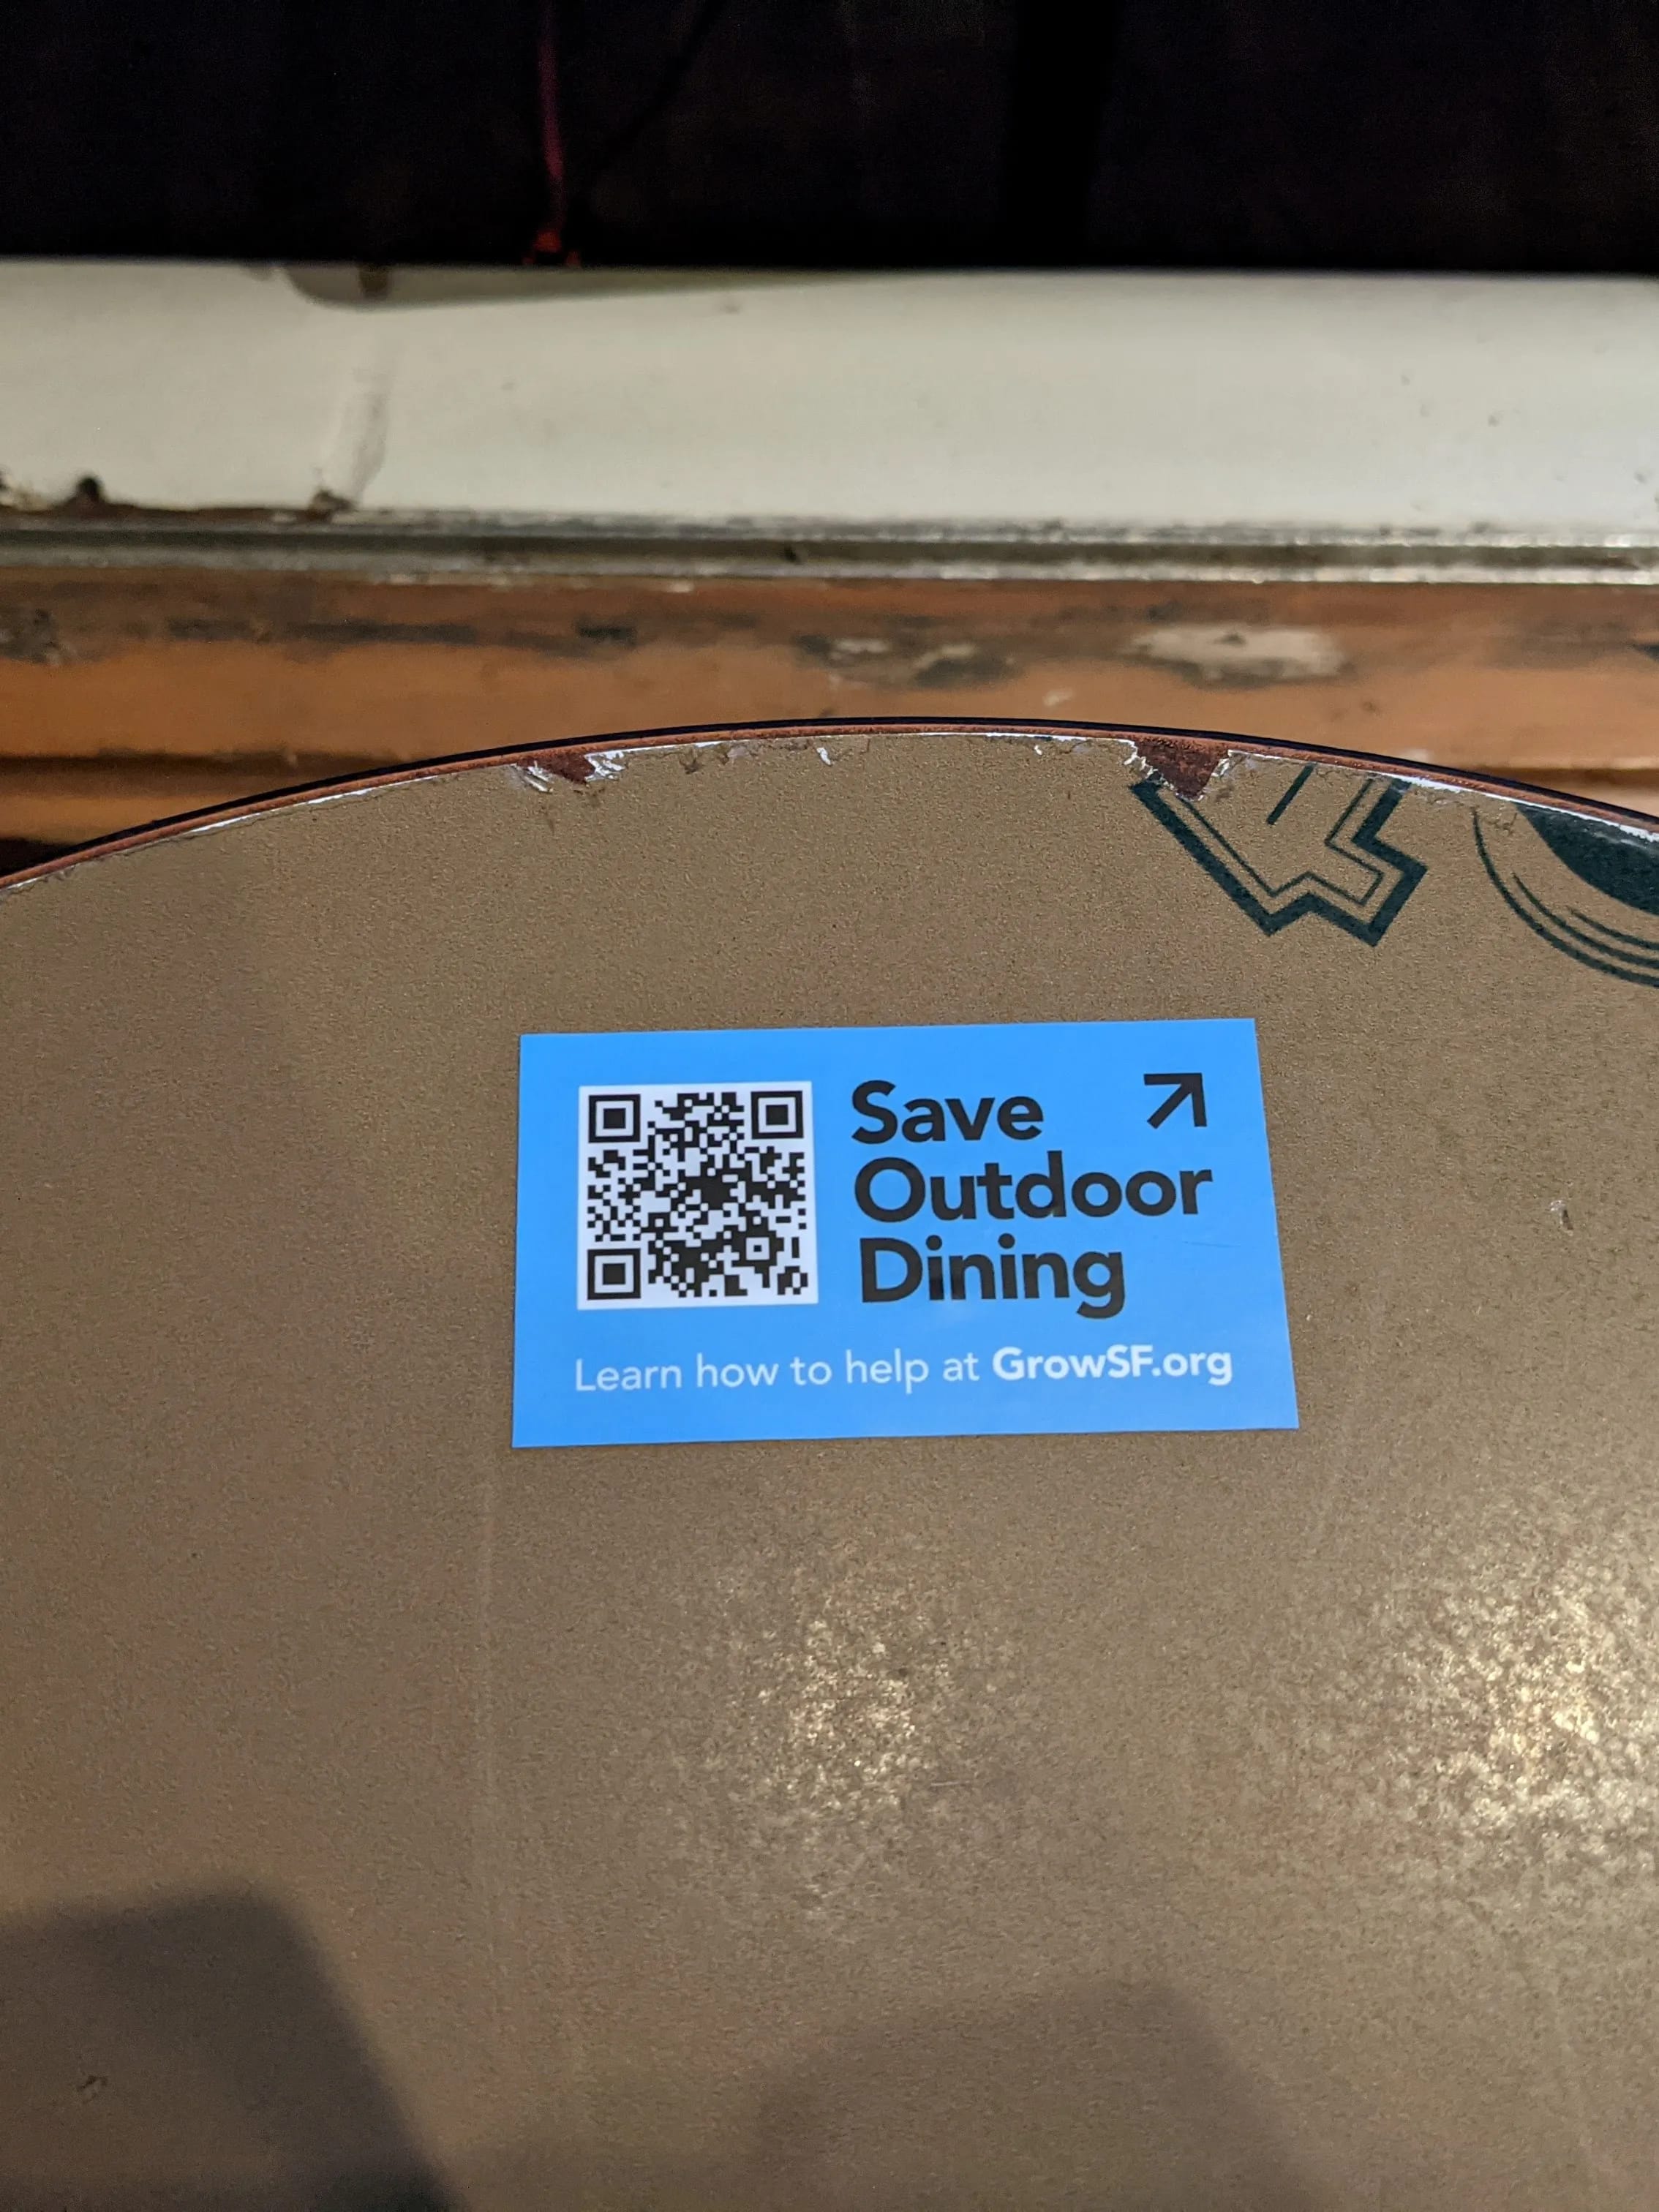 Save
Outdoor
Dining
Learn how to help at GrowSF.org